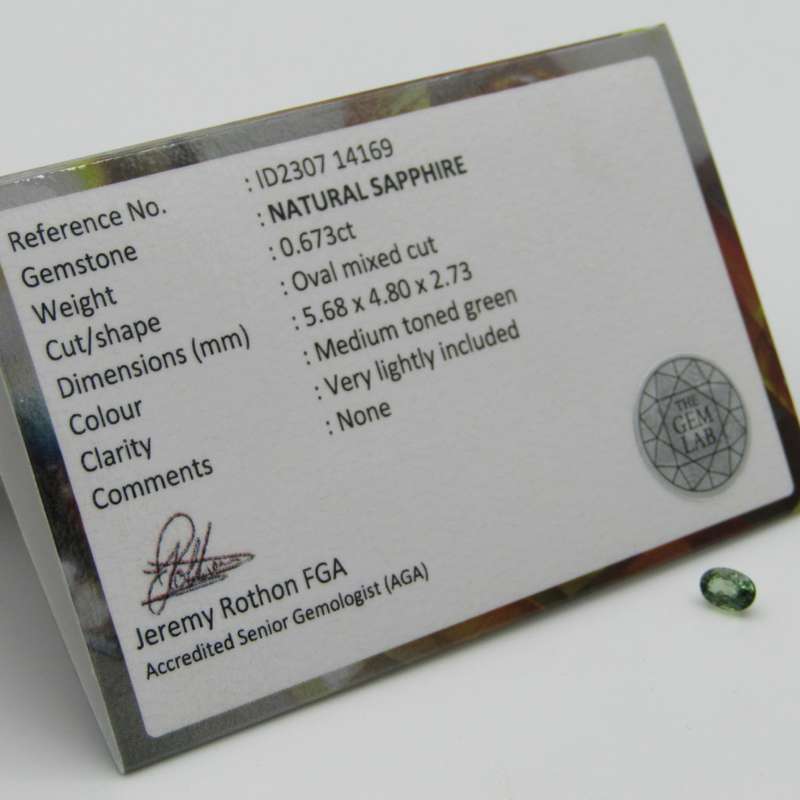 Reference No. : ID2307 14169
Gemstone : NATURAL SAPPHIRE
Weight : 0.673ct
Cut/shape : Oval mixed cut
Dimensions (mm) : 5.68 x 4.80 x 2.73
Colour : Medium toned green
Clarity : Very lightly included
Comments : None
THE
GEM
LAB
Jeremy Rothon FGA
Accredited Senior Gemologist (AGA)